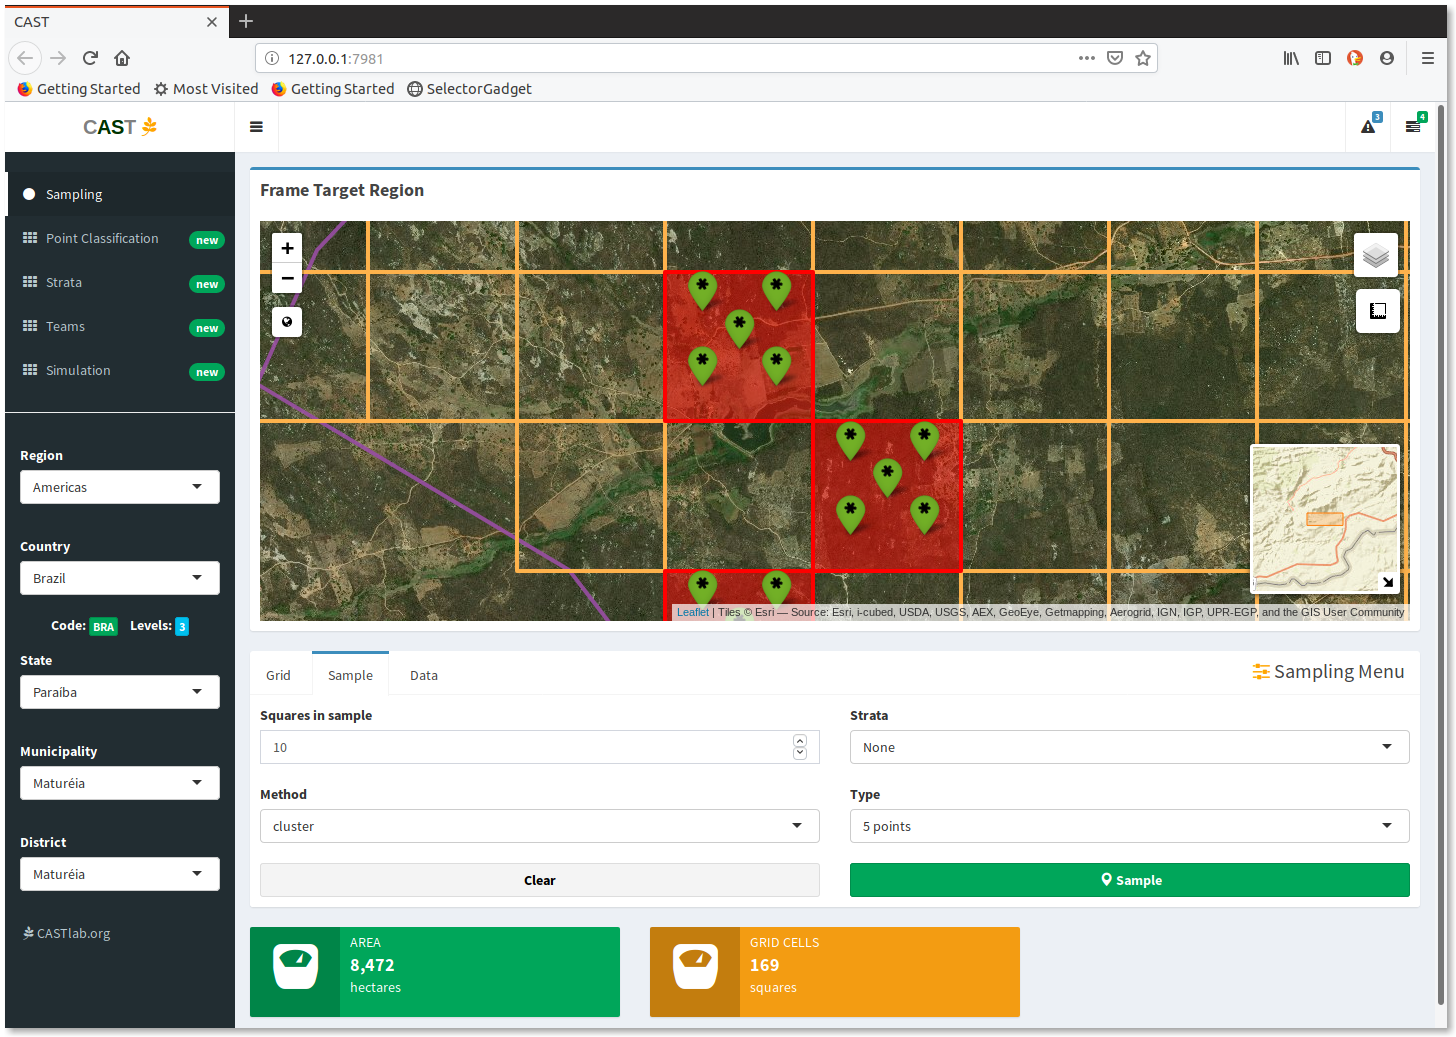 CAST
127.0.0.1:7981
Getting Started Most Visited Getting Started SelectorGadget
CAST
3
4
Sampling
Point Classification new
Strata new
Teams new
Simulation new
Region
Americas
Country
Brazil
Code: BRA Levels: 3
State
Paraíba
Municipality
Maturéia
District
Maturéia
CASTlab.org
Frame Target Region
+
−
Leaflet | Tiles © Esri — Source: Esri, i-cubed, USDA, USGS, AEX, GeoEye, Getmapping, Aerogrid, IGN, IGP, UPR-EGP, and the GIS User Community
Grid Sample Data Sampling Menu
Squares in sample
10
Strata
None
Method
cluster
Type
5 points
Clear
Sample
AREA
8,472
hectares
GRID CELLS
169
squares